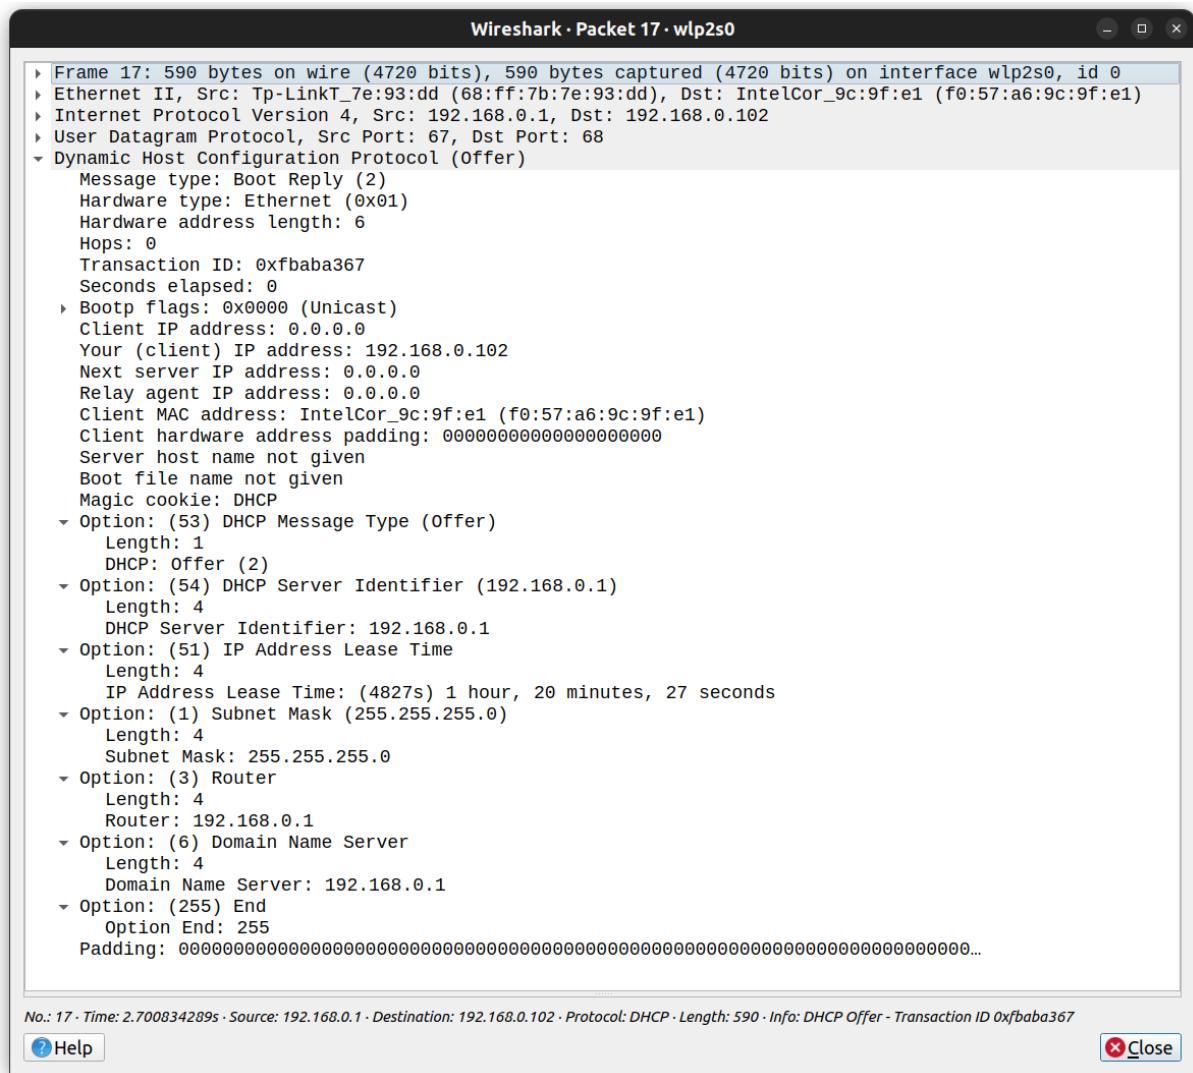 Wireshark · Packet 17 · wlp2s0
Frame 17: 590 bytes on wire (4720 bits), 590 bytes captured (4720 bits) on interface wlp2s0, id 0
Ethernet II, Src: Tp-LinkT_7e:93:dd (68:ff:7b:7e:93:dd), Dst: IntelCor_9c:9f:e1 (f0:57:a6:9c:9f:e1)
Internet Protocol Version 4, Src: 192.168.0.1, Dst: 192.168.0.102
User Datagram Protocol, Src Port: 67, Dst Port: 68
Dynamic Host Configuration Protocol (Offer)
Message type: Boot Reply (2)
Hardware type: Ethernet (0x01)
Hardware address length: 6
Hops: 0
Transaction ID: 0xfbaba367
Seconds elapsed: 0
Bootp flags: 0x0000 (Unicast)
Client IP address: 0.0.0.0
Your (client) IP address: 192.168.0.102
Next server IP address: 0.0.0.0
Relay agent IP address: 0.0.0.0
Client MAC address: IntelCor_9c:9f:e1 (f0:57:a6:9c:9f:e1)
Client hardware address padding: 00000000000000000000
Server host name not given
Boot file name not given
Magic cookie: DHCP
Option: (53) DHCP Message Type (Offer)
Length: 1
DHCP: Offer (2)
Option: (54) DHCP Server Identifier (192.168.0.1)
Length: 4
DHCP Server Identifier: 192.168.0.1
Option: (51) IP Address Lease Time
Length: 4
IP Address Lease Time: (4827s) 1 hour, 20 minutes, 27 seconds
Option: (1) Subnet Mask (255.255.255.0)
Length: 4
Subnet Mask: 255.255.255.0
Option: (3) Router
Length: 4
Router: 192.168.0.1
Option: (6) Domain Name Server
Length: 4
Domain Name Server: 192.168.0.1
Option: (255) End
Option End: 255
Padding: 00000000000000000000000000000000000000000000000000000000000000000000000000…
No.: 17 · Time: 2.700834289s · Source: 192.168.0.1 · Destination: 192.168.0.102 · Protocol: DHCP · Length: 590 · Info: DHCP Offer - Transaction ID 0xfbaba367
Help
Close